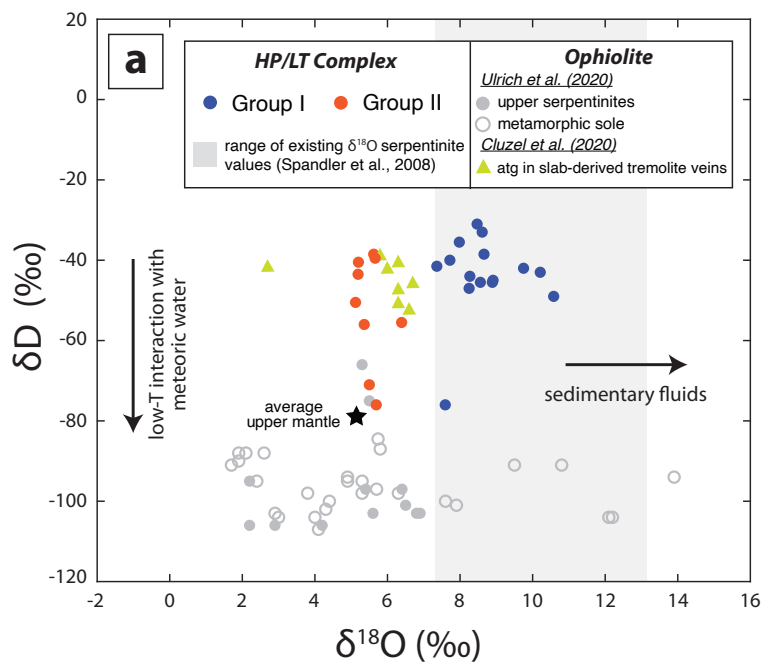 a
HP/LT Complex
Group I
Group II
range of existing δ¹⁸O serpentinite
values (Spandler et al., 2008)
Ophiolite
Ulrich et al. (2020)
upper serpentinites
metamorphic sole
Cluzel et al. (2020)
atg in slab-derived tremolite veins
20
0
-20
-40
-60
-80
-100
-120
δD (‰)
low-T interaction with
meteoric water
average
upper mantle
sedimentary fluids
-2 0 2 4 6 8 10 12 14 16
δ¹⁸O (‰)